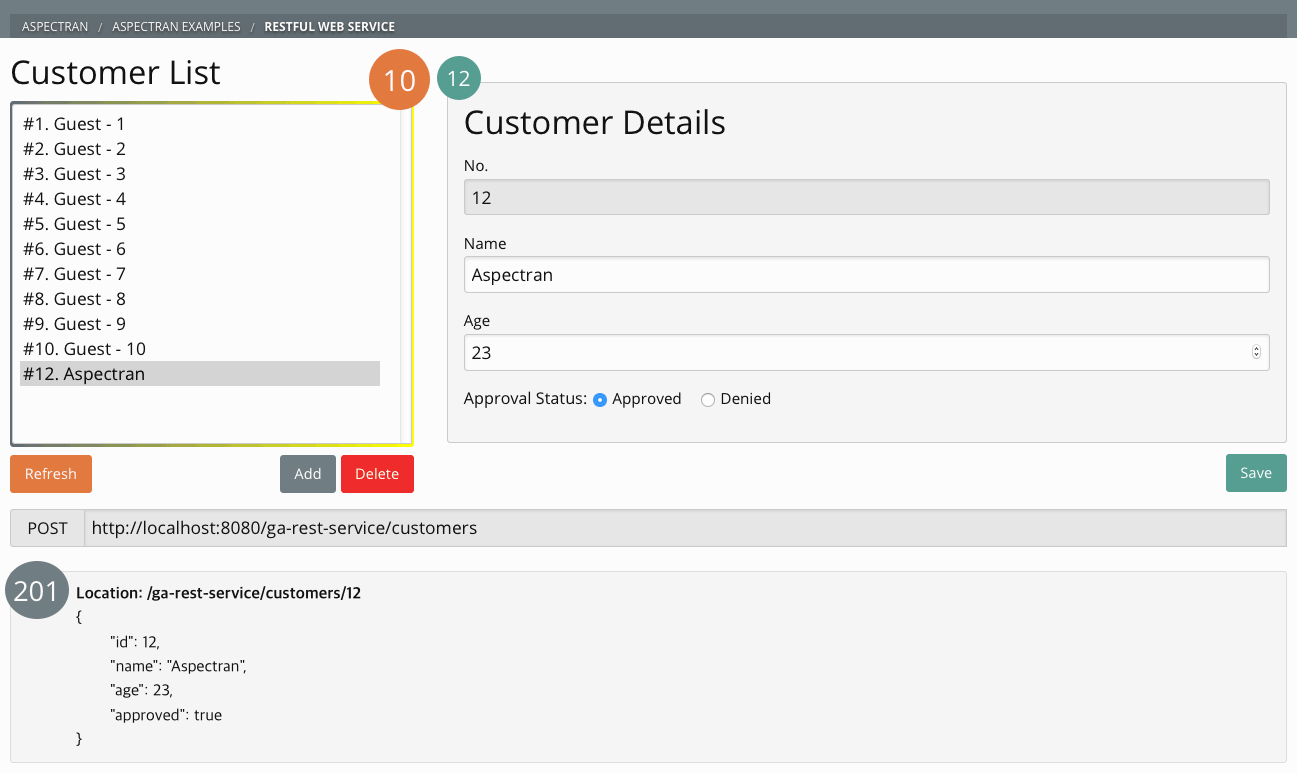 ASPECTRAN / ASPECTRAN EXAMPLES / RESTFUL WEB SERVICE
Customer List
10
#1. Guest - 1
#2. Guest - 2
#3. Guest - 3
#4. Guest - 4
#5. Guest - 5
#6. Guest - 6
#7. Guest - 7
#8. Guest - 8
#9. Guest - 9
#10. Guest - 10
#12. Aspectran
Refresh
Add
Delete
12
Customer Details
No.
12
Name
Aspectran
Age
23
Approval Status: Approved Denied
Save
POST http://localhost:8080/ga-rest-service/customers
201
Location: /ga-rest-service/customers/12
{
"id": 12,
"name": "Aspectran",
"age": 23,
"approved": true
}